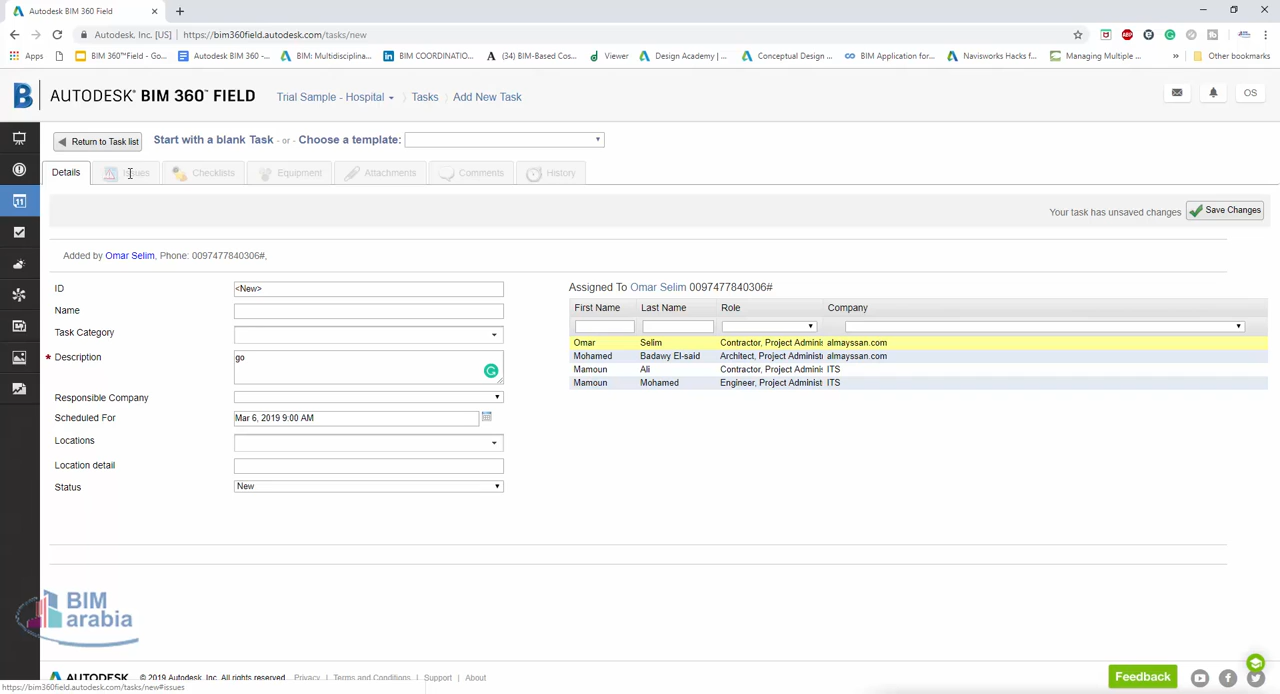 Autodesk BIM 360 Field
Autodesk, Inc. [US] | https://bim360field.autodesk.com/tasks/new
Apps BIM 360™Field - Go... Autodesk BIM 360 -... BIM: Multidisciplina... BIM COORDINATIO... (34) BIM-Based Cos... Viewer Design Academy | ... Conceptual Design ... BIM Application for... Navisworks Hacks f... Managing Multiple ... » Other bookmarks
AUTODESK® BIM 360™ FIELD Trial Sample - Hospital Tasks Add New Task OS
Return to Task list Start with a blank Task - or - Choose a template:
Details Issues Checklists Equipment Attachments Comments History
Your task has unsaved changes Save Changes
Added by Omar Selim, Phone: 0097477840306#,
ID <New>
Name
Task Category
* Description go
Responsible Company
Scheduled For Mar 6, 2019 9:00 AM
Locations
Location detail
Status New
Assigned To Omar Selim 0097477840306#
First Name Last Name Role Company
Omar Selim Contractor, Project Adminis almayssan.com
Mohamed Badawy El-said Architect, Project Administ almayssan.com
Mamoun Ali Contractor, Project Adminis ITS
Mamoun Mohamed Engineer, Project Administ ITS
BIM
arabia
AUTODESK © 2019 Autodesk, Inc. All rights reserved Privacy | Terms and Conditions | Support | About
Feedback
https://bim360field.autodesk.com/tasks/new#issues